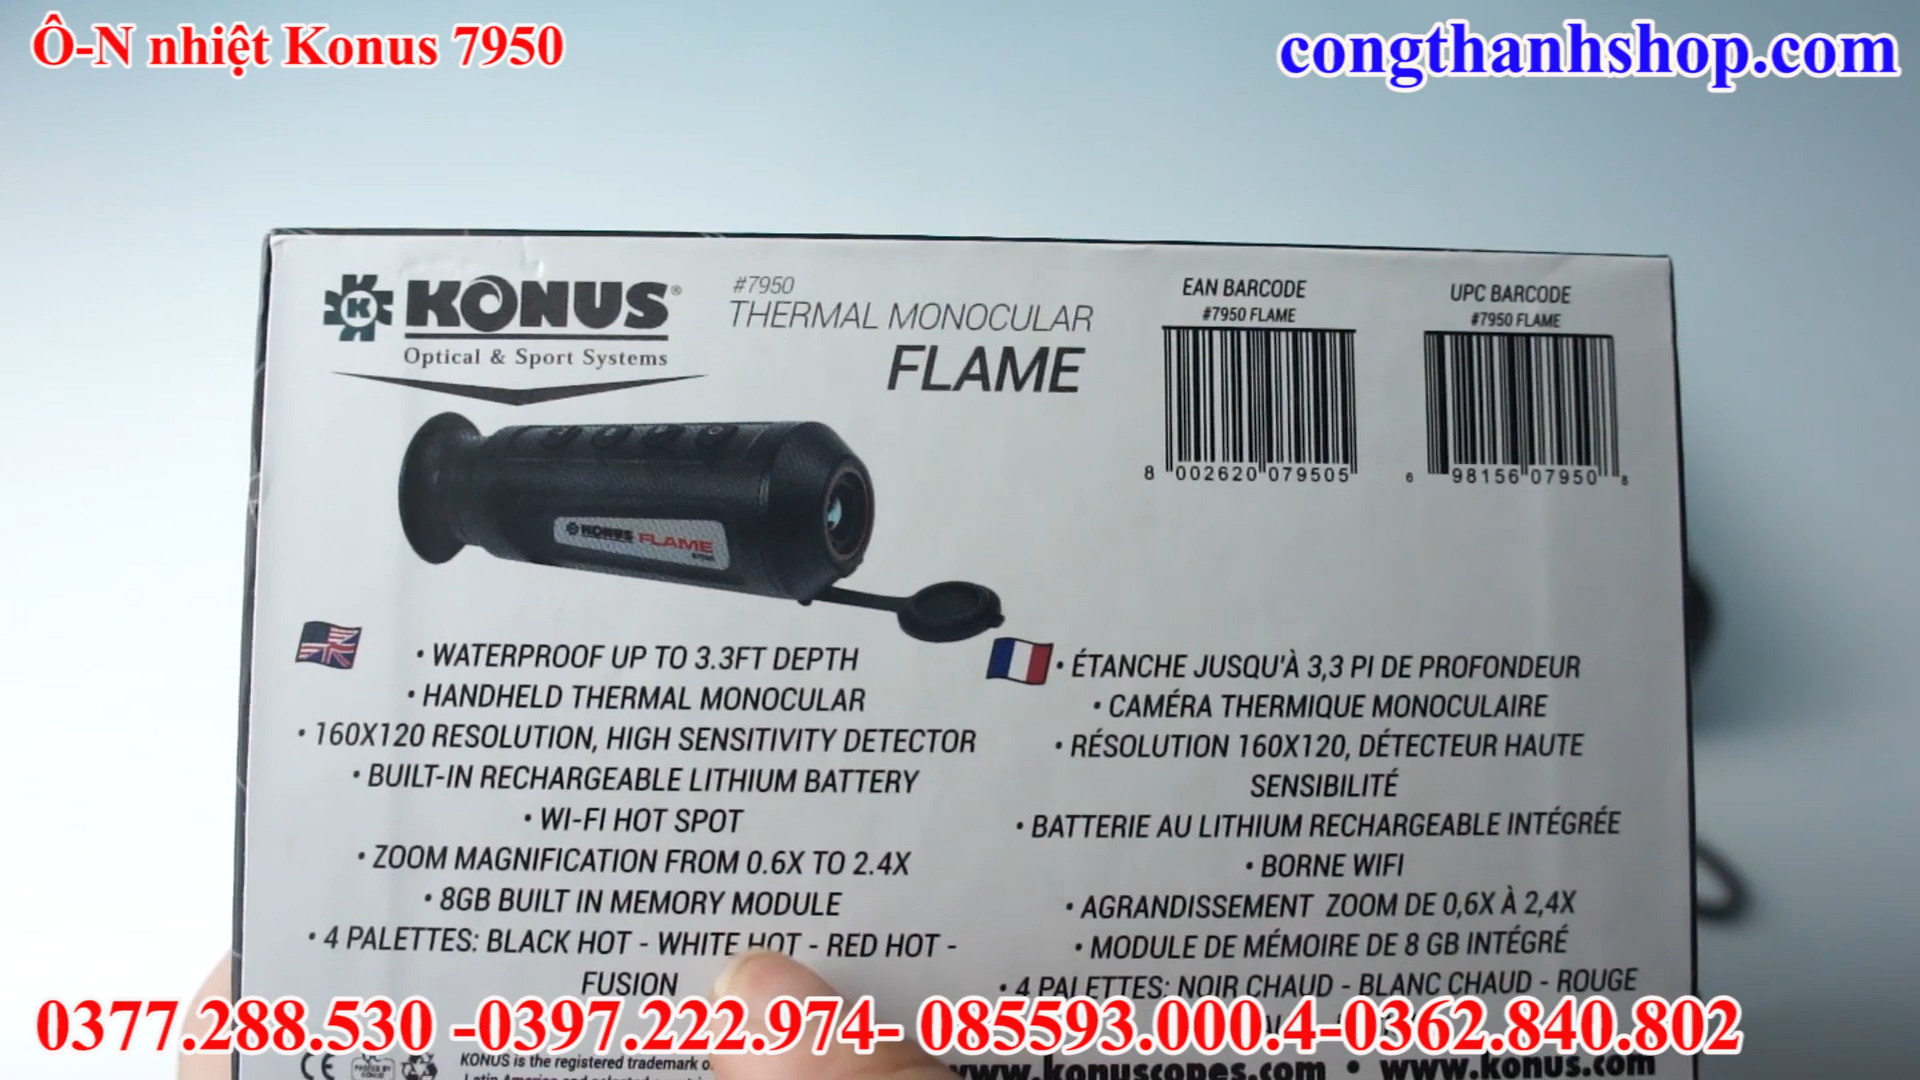 Ô-N nhiệt Konus 7950
congthanhshop.com
KONUS®
Optical & Sport Systems
#7950
THERMAL MONOCULAR
FLAME
EAN BARCODE
#7950 FLAME
8 002620 079505
UPC BARCODE
#7950 FLAME
6 98156 07950 8
KONUS FLAME
• WATERPROOF UP TO 3.3FT DEPTH
• HANDHELD THERMAL MONOCULAR
• 160X120 RESOLUTION, HIGH SENSITIVITY DETECTOR
• BUILT-IN RECHARGEABLE LITHIUM BATTERY
• WI-FI HOT SPOT
• ZOOM MAGNIFICATION FROM 0.6X TO 2.4X
• 8GB BUILT IN MEMORY MODULE
• 4 PALETTES: BLACK HOT - WHITE HOT - RED HOT -
FUSION
• ÉTANCHE JUSQU'À 3,3 PI DE PROFONDEUR
• CAMÉRA THERMIQUE MONOCULAIRE
• RÉSOLUTION 160X120, DÉTECTEUR HAUTE
SENSIBILITÉ
• BATTERIE AU LITHIUM RECHARGEABLE INTÉGRÉE
• BORNE WIFI
• AGRANDISSEMENT ZOOM DE 0,6X À 2,4X
• MODULE DE MÉMOIRE DE 8 GB INTÉGRÉ
• 4 PALETTES: NOIR CHAUD - BLANC CHAUD - ROUGE
0377.288.530 -0397.222.974- 085593.000.4-0362.840.802
CE
KONUS is the registered trademark
www.konuscopes.com • www.konus.com